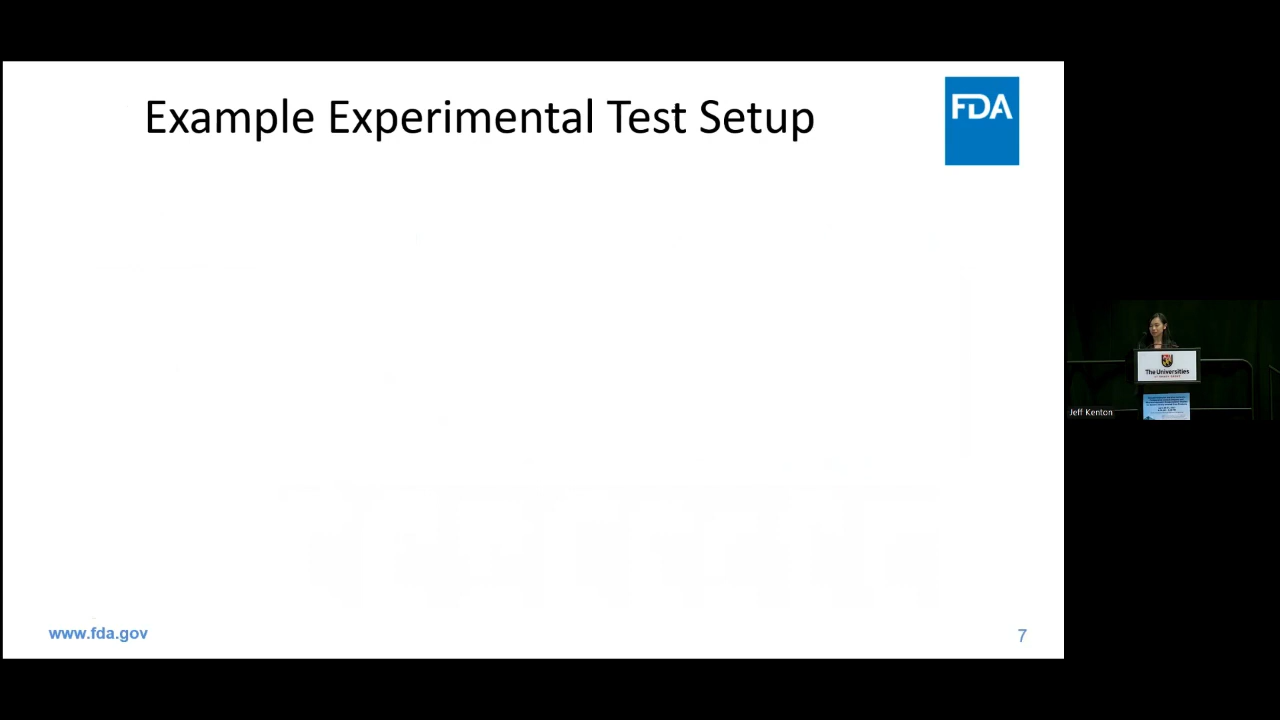 Example Experimental Test Setup
FDA
www.fda.gov
7
The Universities
Jeff Kenton